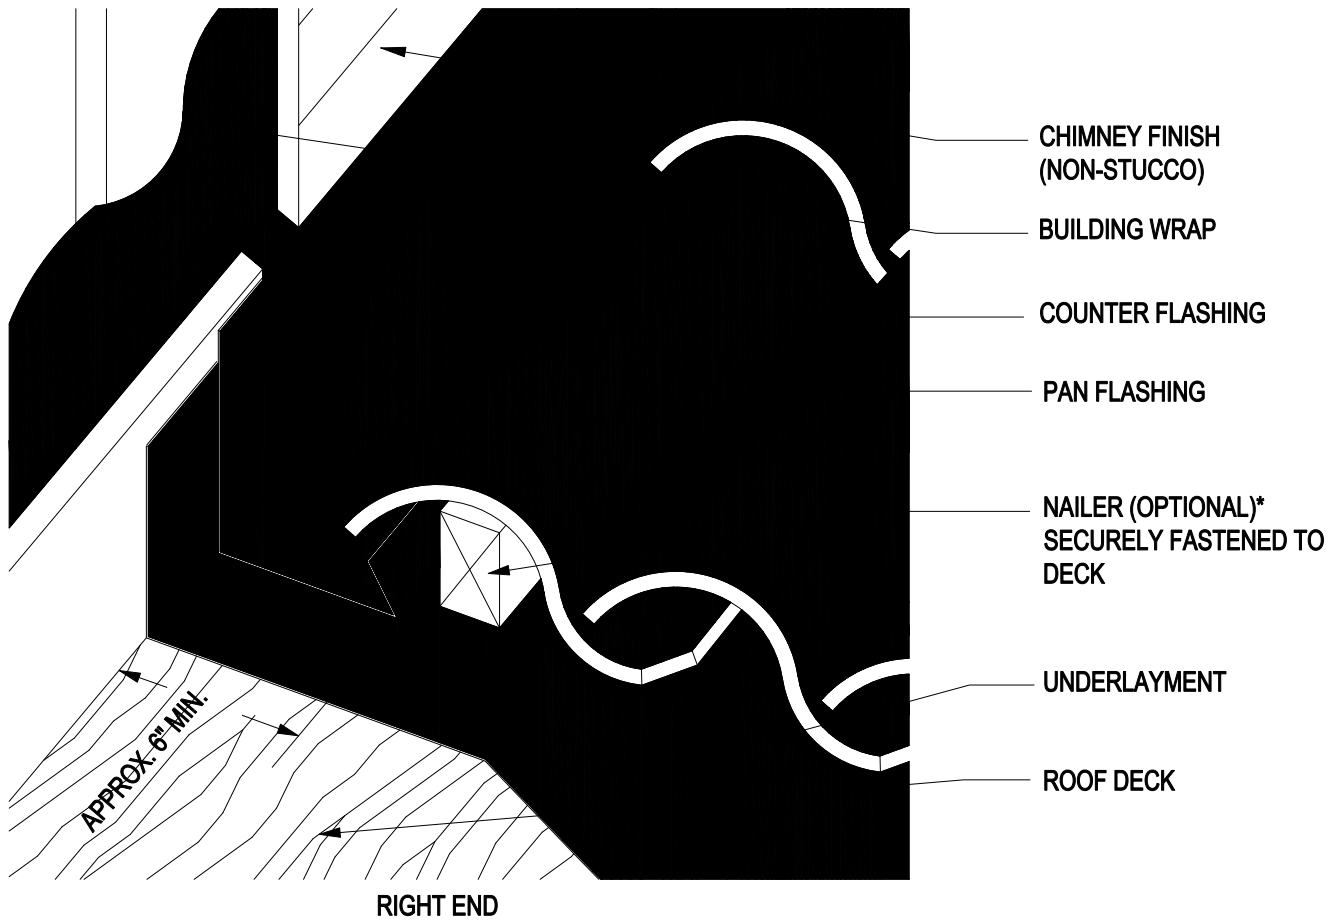 CHIMNEY FINISH
(NON-STUCCO)
BUILDING WRAP
COUNTER FLASHING
PAN FLASHING
NAILER (OPTIONAL)*
SECURELY FASTENED TO
DECK
UNDERLAYMENT
ROOF DECK
APPROX. 6" MIN.
RIGHT END